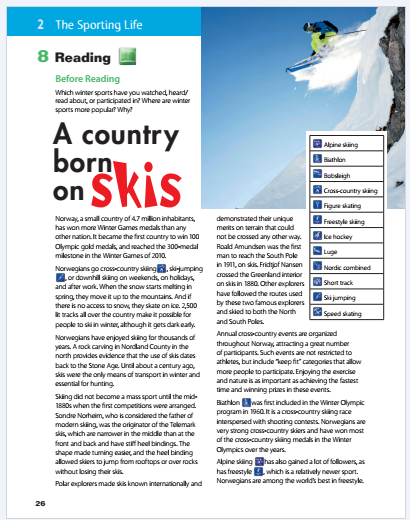 2 The Sporting Life
8 Reading
Before Reading
Which winter sports have you watched, heard/
read about, or participated in? Where are winter
sports more popular? Why?
A country
born
on skis
Norway, a small country of 4.7 million inhabitants,
has won more Winter Games medals than any
other nation. It became the first country to win 100
Olympic gold medals, and reached the 300-medal
milestone in the Winter Games of 2010.
Norwegians go cross-country skiing, ski-jumping
, or downhill skiing on weekends, on holidays,
and after work. When the snow starts melting in
spring, they move it up to the mountains. And if
there is no access to snow, they skate on ice. 2,500
lit tracks all over the country make it possible for
people to ski in winter, although it gets dark early.
Norwegians have enjoyed skiing for thousands of
years. A rock carving in Nordland County in the
north provides evidence that the use of skis dates
back to the Stone Age. Until about a century ago,
skis were the only means of transport in winter and
essential for hunting.
Skiing did not become a mass sport until the mid-
1880s when the first competitions were arranged.
Sondre Norheim, who is considered the father of
modern skiing, was the originator of the Telemark
skis, which are narrower in the middle than at the
front and back and have stiff heel bindings. The
shape made turning easier, and the heel binding
allowed skiers to jump from rooftops or over rocks
without losing their skis.
Polar explorers made skis known internationally and
demonstrated their unique
merits on terrain that could
not be crossed any other way.
Roald Amundsen was the first
man to reach the South Pole
in 1911, on skis. Fridtjof Nansen
crossed the Greenland interior
on skis in 1880. Other explorers
have followed the routes used
by these two famous explorers
and skied to both the North
and South Poles.
Annual cross-country events are organized
throughout Norway, attracting a great number
of participants. Such events are not restricted to
athletes, but include "keep fit" categories that allow
more people to participate. Enjoying the exercise
and nature is as important as achieving the fastest
time and winning prizes in these events.
Biathlon was first included in the Winter Olympic
program in 1960. It is a cross-country skiing race
interspersed with shooting contests. Norwegians are
very strong cross-country skiers and have won most
of the cross-country skiing medals in the Winter
Olympics over the years.
Alpine skiing has also gained a lot of followers, as
has freestyle, which is a relatively newer sport.
Norwegians are among the world's best in freestyle.
Alpine skiing
Biathlon
Bobsleigh
Cross-country skiing
Figure skating
Freestyle skiing
Ice hockey
Luge
Nordic combined
Short track
Ski jumping
Speed skating
26